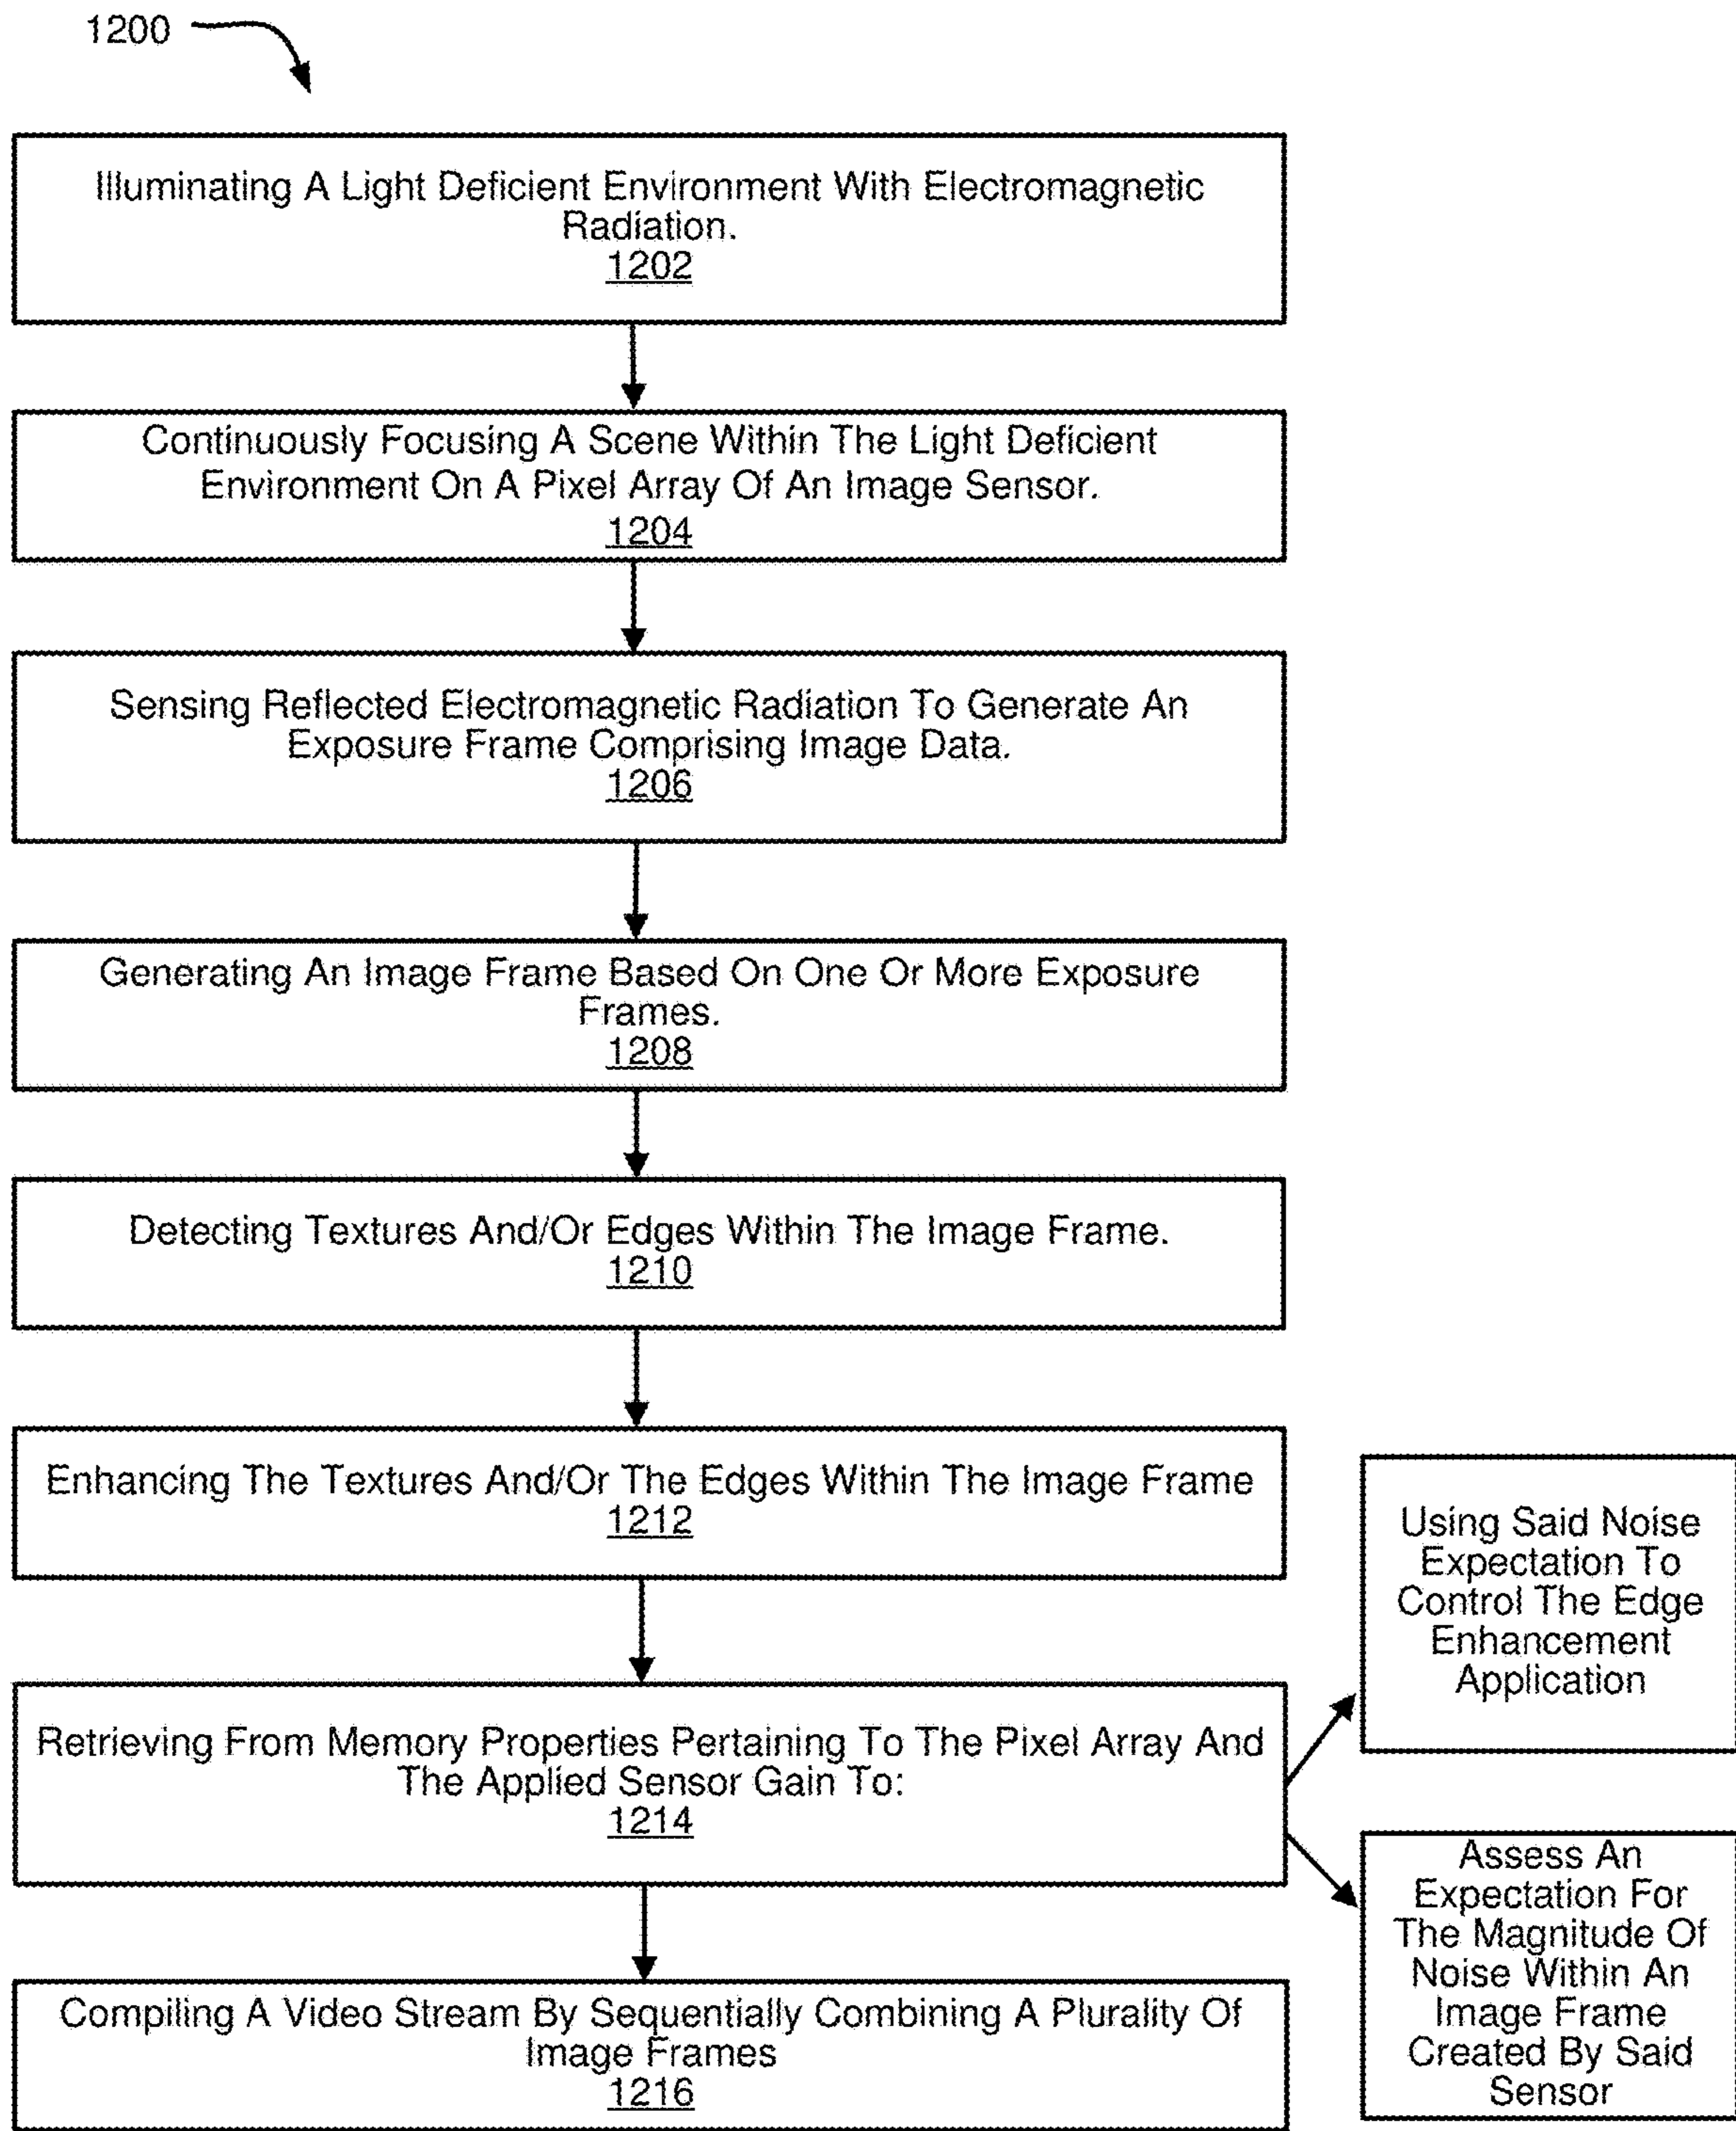 1200
Illuminating A Light Deficient Environment With Electromagnetic
Radiation.
1202
Continuously Focusing A Scene Within The Light Deficient
Environment On A Pixel Array Of An Image Sensor.
1204
Sensing Reflected Electromagnetic Radiation To Generate An
Exposure Frame Comprising Image Data.
1206
Generating An Image Frame Based On One Or More Exposure
Frames.
1208
Detecting Textures And/Or Edges Within The Image Frame.
1210
Enhancing The Textures And/Or The Edges Within The Image Frame
1212
Retrieving From Memory Properties Pertaining To The Pixel Array And
The Applied Sensor Gain To:
1214
Using Said Noise
Expectation To
Control The Edge
Enhancement
Application
Assess An
Expectation For
The Magnitude Of
Noise Within An
Image Frame
Created By Said
Sensor
Compiling A Video Stream By Sequentially Combining A Plurality Of
Image Frames
1216